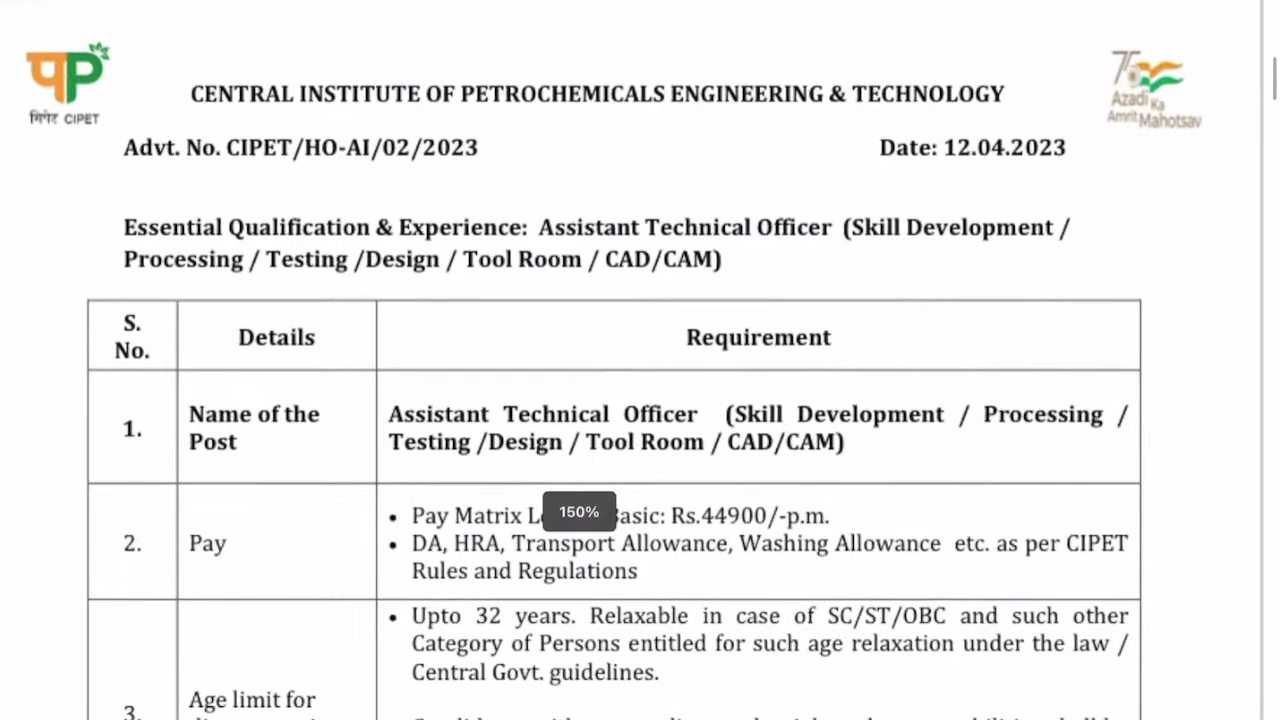 पP
सिपेट CIPET
75
Azadi Ka
Amrit Mahotsav
CENTRAL INSTITUTE OF PETROCHEMICALS ENGINEERING & TECHNOLOGY
Advt. No. CIPET/HO-AI/02/2023 Date: 12.04.2023
Essential Qualification & Experience: Assistant Technical Officer (Skill Development /
Processing / Testing /Design / Tool Room / CAD/CAM)
S. No. Details Requirement
1. Name of the Post
Assistant Technical Officer (Skill Development / Processing /
Testing /Design / Tool Room / CAD/CAM)
2. Pay
• Pay Matrix asic: Rs.44900/-p.m.
150%
• DA, HRA, Transport Allowance, Washing Allowance etc. as per CIPET
Rules and Regulations
3. Age limit for
• Upto 32 years. Relaxable in case of SC/ST/OBC and such other
Category of Persons entitled for such age relaxation under the law /
Central Govt. guidelines.